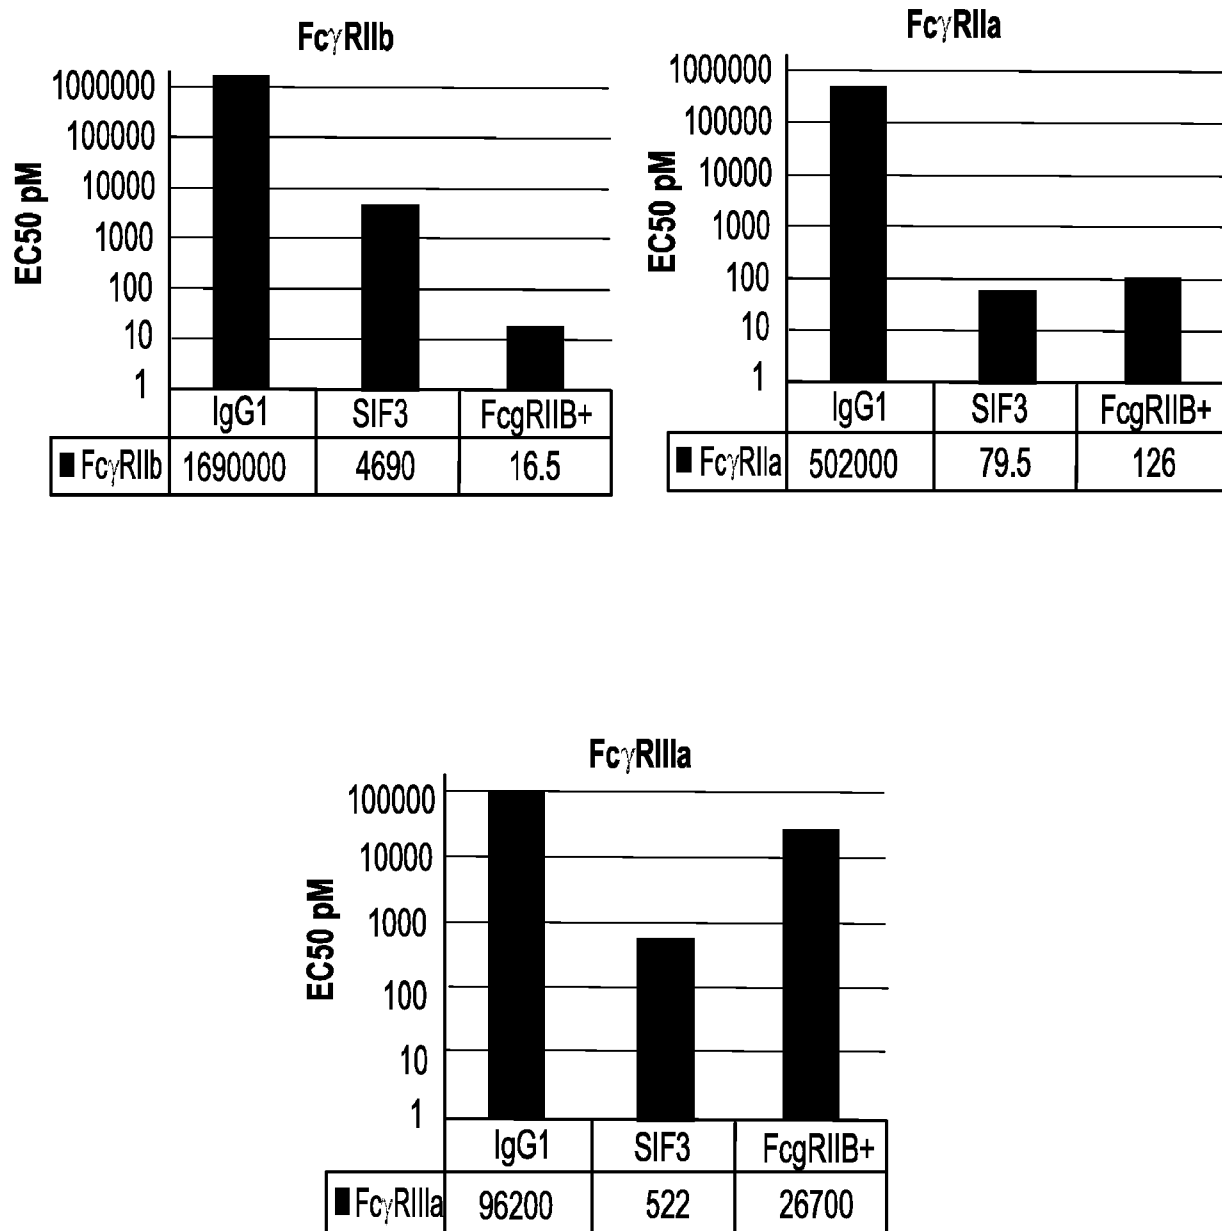 FcγRIIb
EC50 pM
1000000
100000
10000
1000
100
10
1
IgG1 SIF3 FcgRIIB+
FcγRIIb 1690000 4690 16.5
FcγRIIa
EC50 pM
1000000
100000
10000
1000
100
10
1
IgG1 SIF3 FcgRIIB+
FcγRIIa 502000 79.5 126
FcγRIIIa
EC50 pM
100000
10000
1000
100
10
1
IgG1 SIF3 FcgRIIB+
FcγRIIIa 96200 522 26700